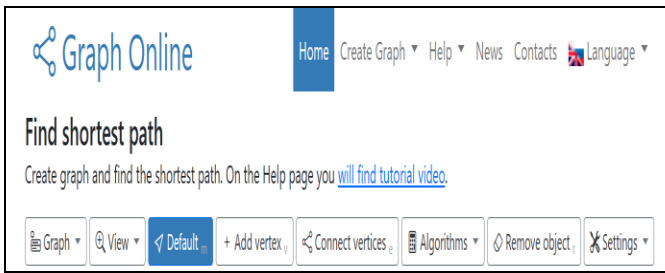 Graph Online
Home Create Graph ▾ Help ▾ News Contacts Language ▾
Find shortest path
Create graph and find the shortest path. On the Help page you will find tutorial video.
Graph ▾ View ▾ Default m + Add vertex v Connect vertices e Algorithms ▾ Remove object r Settings ▾